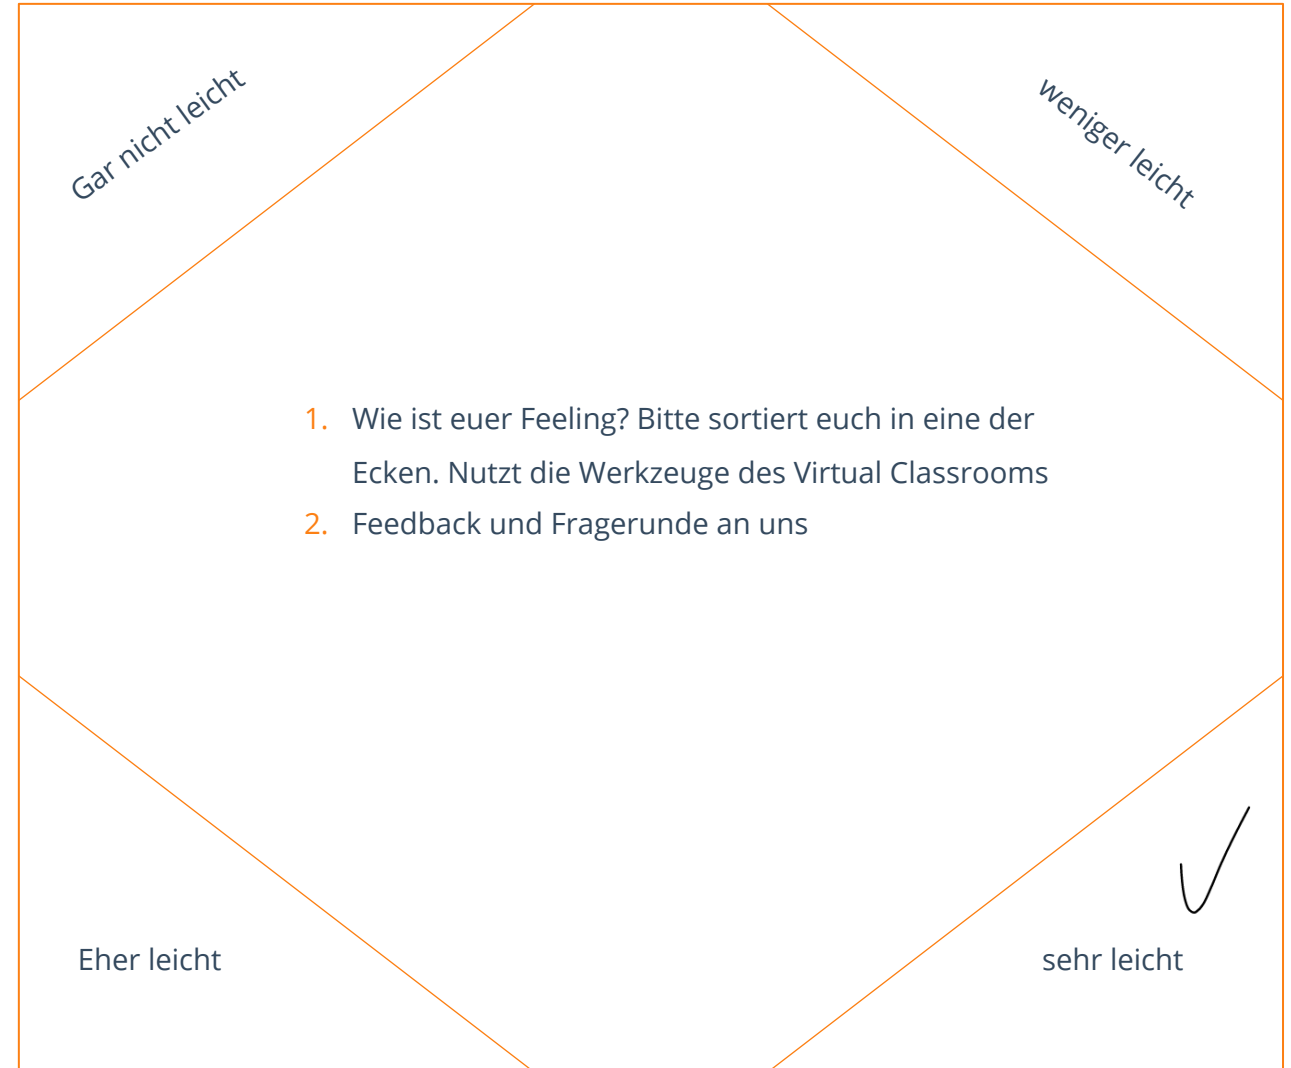 Gar nicht leicht
weniger leicht
1. Wie ist euer Feeling? Bitte sortiert euch in eine der
Ecken. Nutzt die Werkzeuge des Virtual Classrooms
2. Feedback und Fragerunde an uns
Eher leicht
sehr leicht